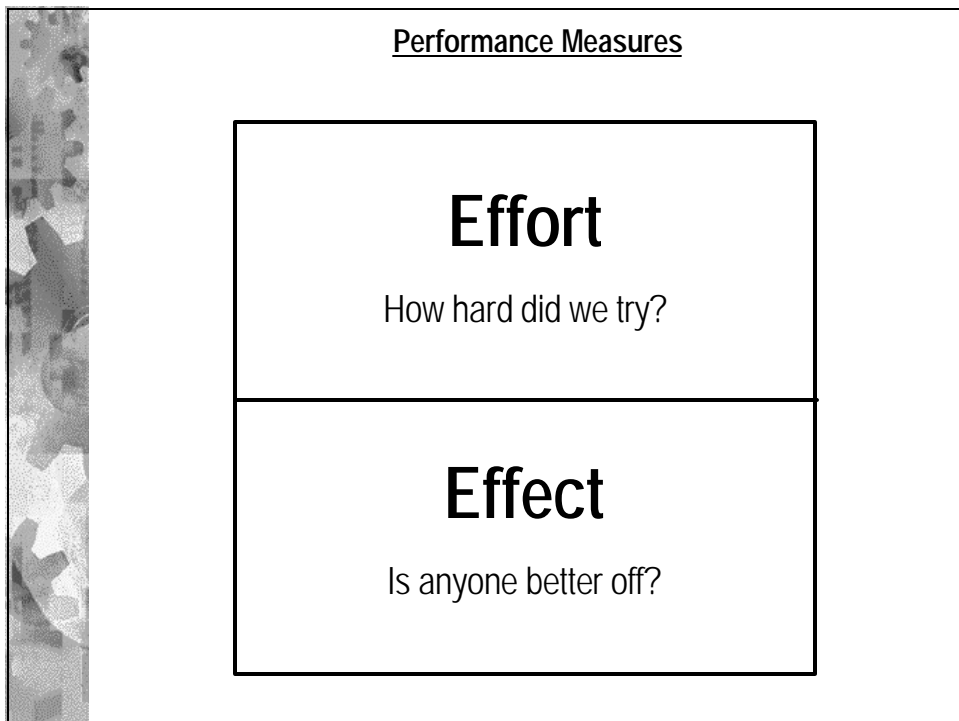 Performance Measures
Effort
How hard did we try?
Effect
Is anyone better off?